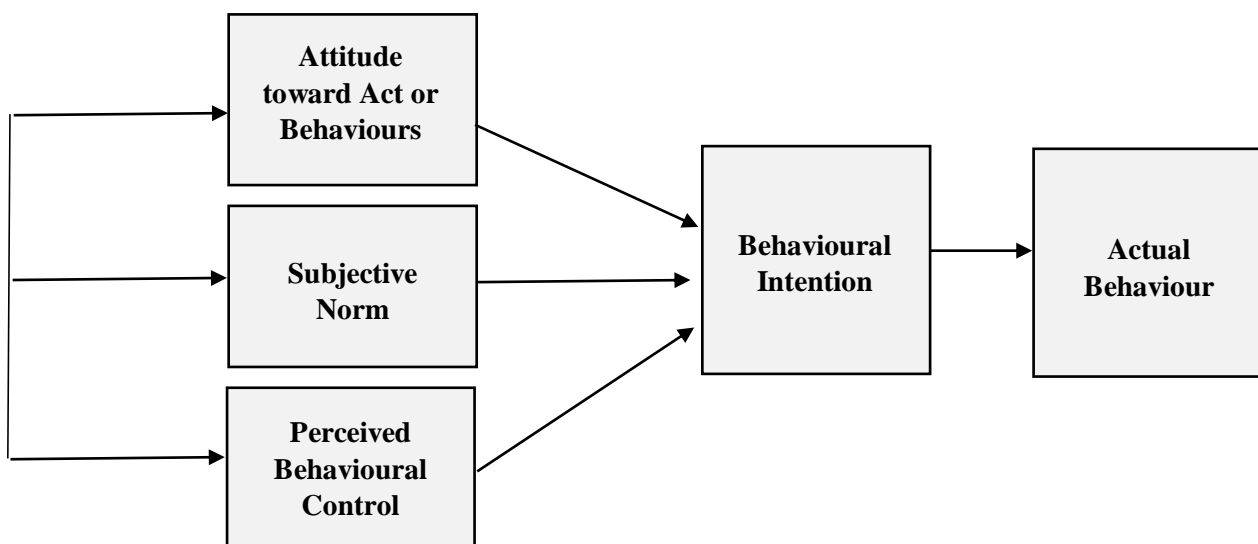 Attitude
toward Act or
Behaviours
Subjective
Norm
Perceived
Behavioural
Control
Behavioural
Intention
Actual
Behaviour